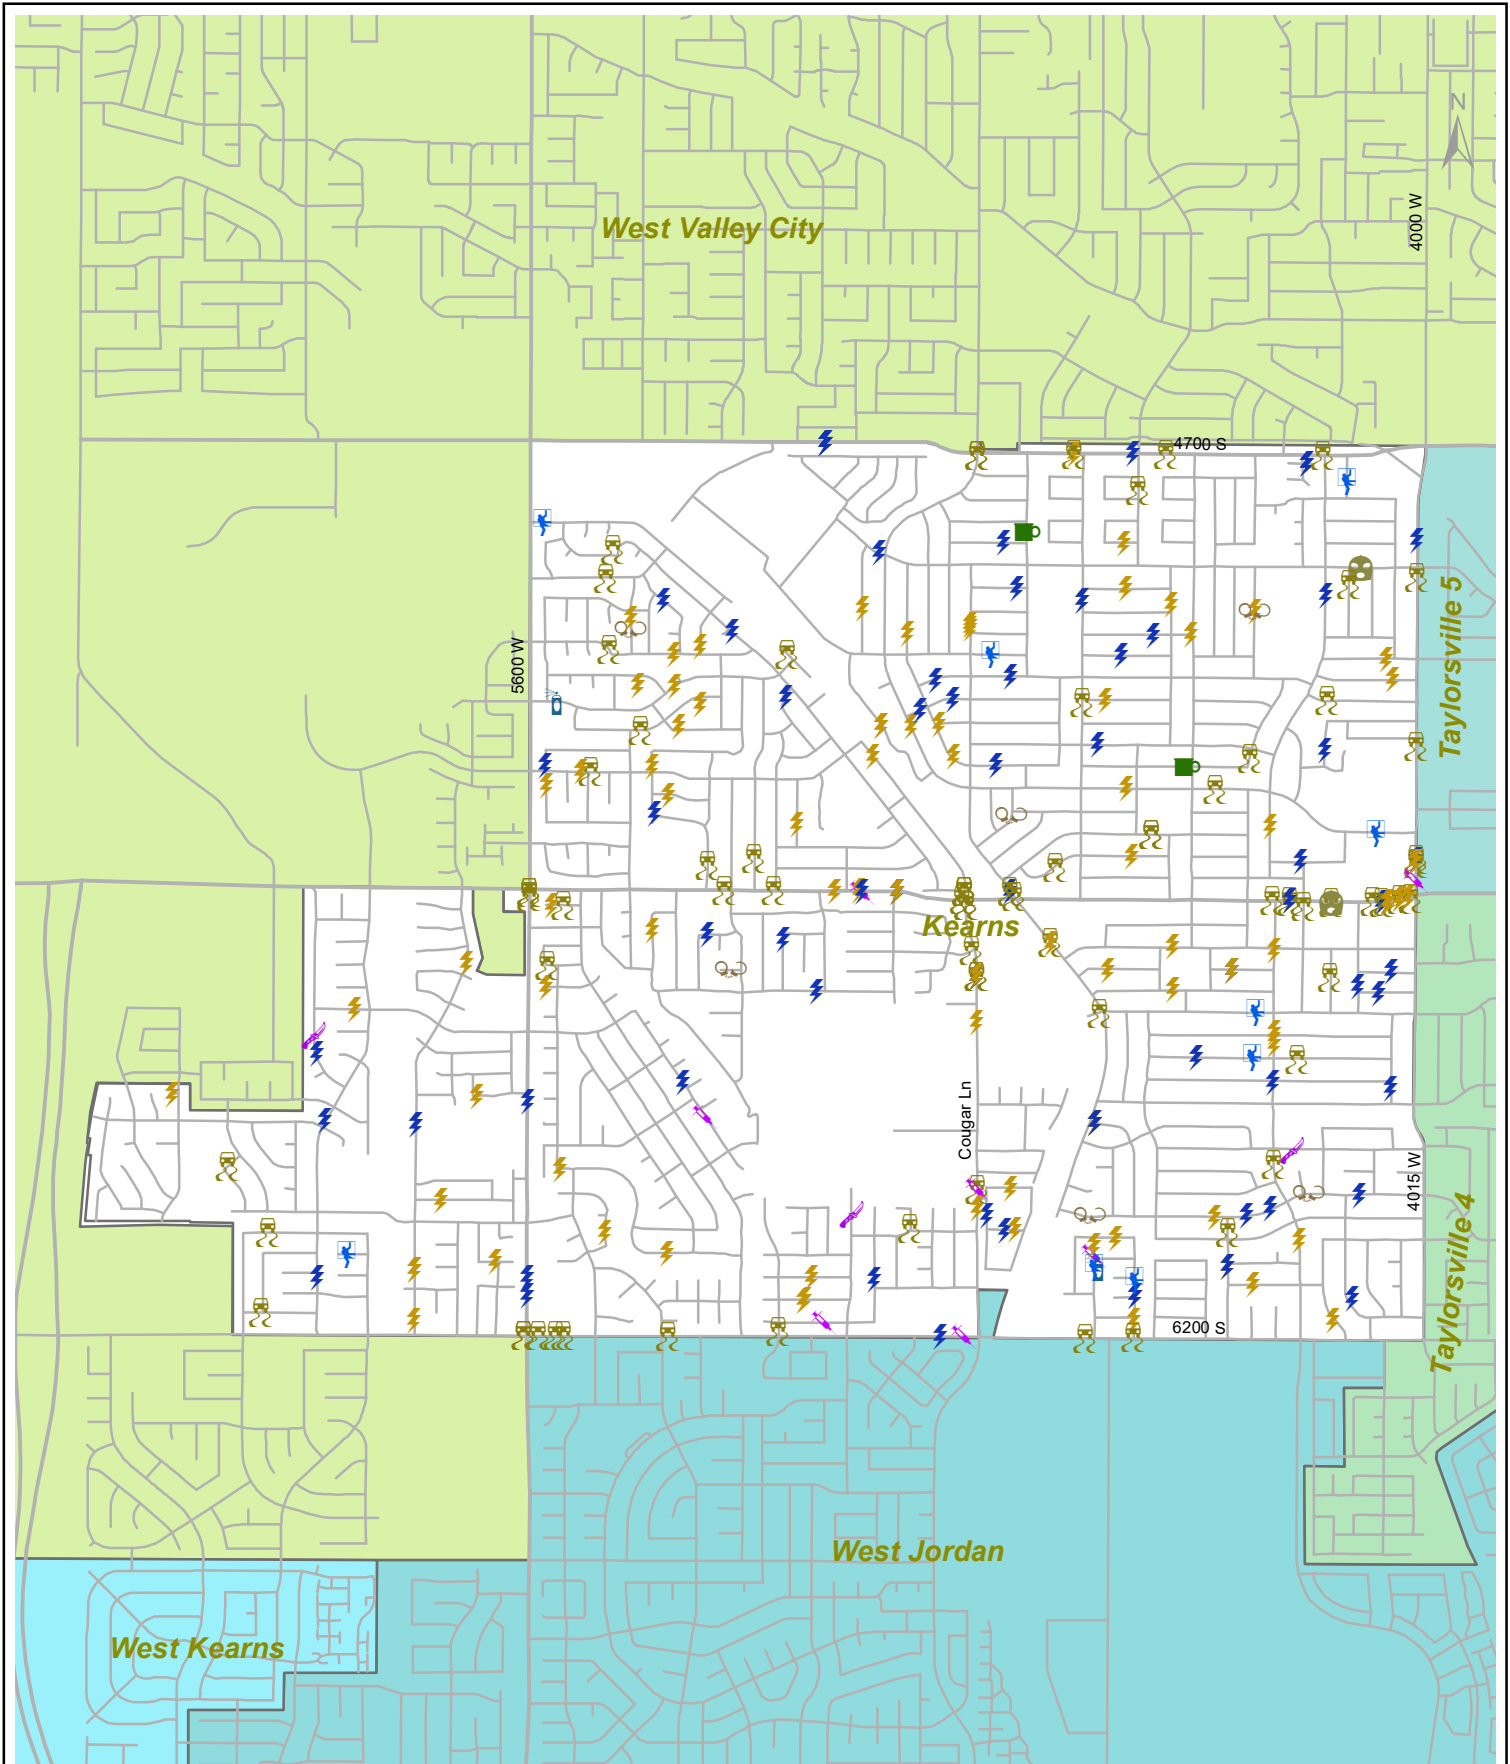 N
4000 W
West Valley City
4700 S
Taylorsville 5
5600 W
Kearns
Cougar Ln
4015 W
Taylorsville 4
6200 S
West Jordan
West Kearns